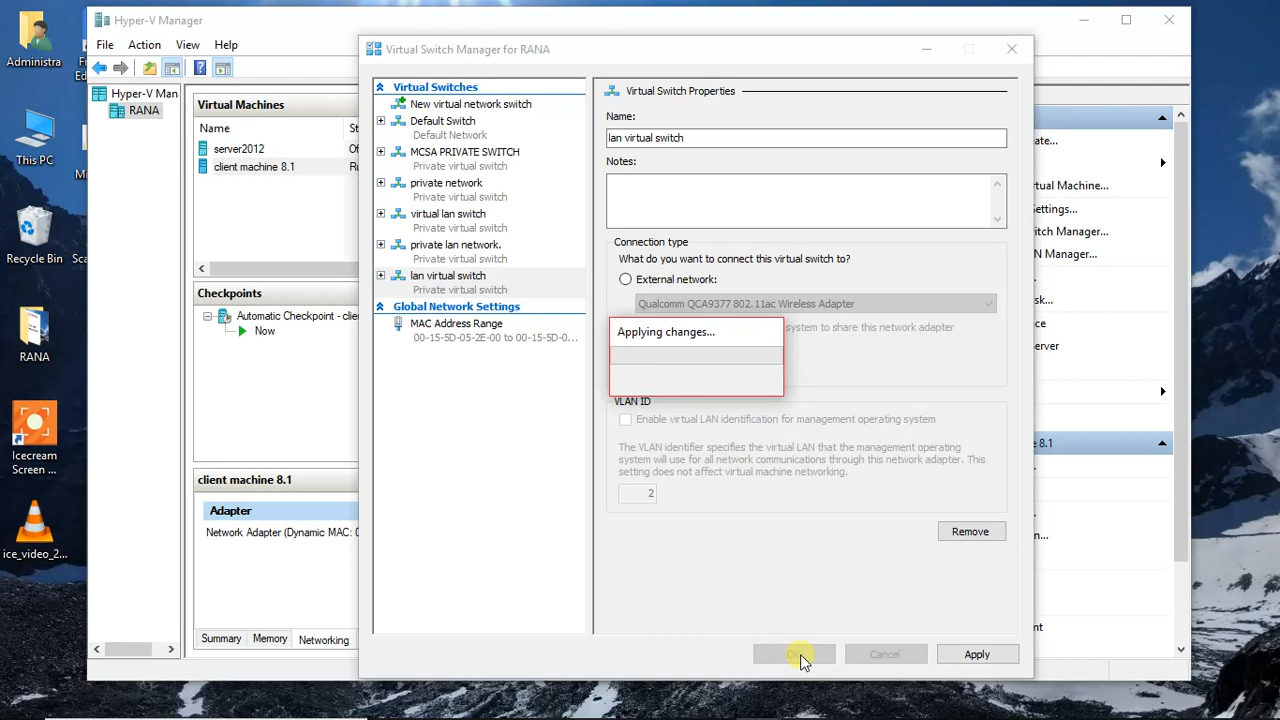 Administra
This PC
Recycle Bin
RANA
Icecream
Screen ...
ice_video_2...
Hyper-V Manager
File Action View Help
Hyper-V Man
RANA
Virtual Machines
Name
server2012
client machine 8.1
Checkpoints
Automatic Checkpoint - clie
Now
client machine 8.1
Adapter
Network Adapter (Dynamic MAC: 0
Summary Memory Networking
Virtual Switch Manager for RANA
Virtual Switches
New virtual network switch
Default Switch
Default Network
MCSA PRIVATE SWITCH
Private virtual switch
private network
Private virtual switch
virtual lan switch
Private virtual switch
private lan network.
Private virtual switch
lan virtual switch
Private virtual switch
Global Network Settings
MAC Address Range
00-15-5D-05-2E-00 to 00-15-5D-0...
Virtual Switch Properties
Name:
lan virtual switch
Notes:
Connection type
What do you want to connect this virtual switch to?
External network:
Qualcomm QCA9377 802.11ac Wireless Adapter
system to share this network adapter
Applying changes...
VLAN ID
Enable virtual LAN identification for management operating system
The VLAN identifier specifies the virtual LAN that the management operating
system will use for all network communications through this network adapter. This
setting does not affect virtual machine networking.
2
Remove
Cancel Apply
ate...
rtual Machine...
ettings...
itch Manager...
N Manager...
sk...
ce
erver
e 8.1
n...
nt